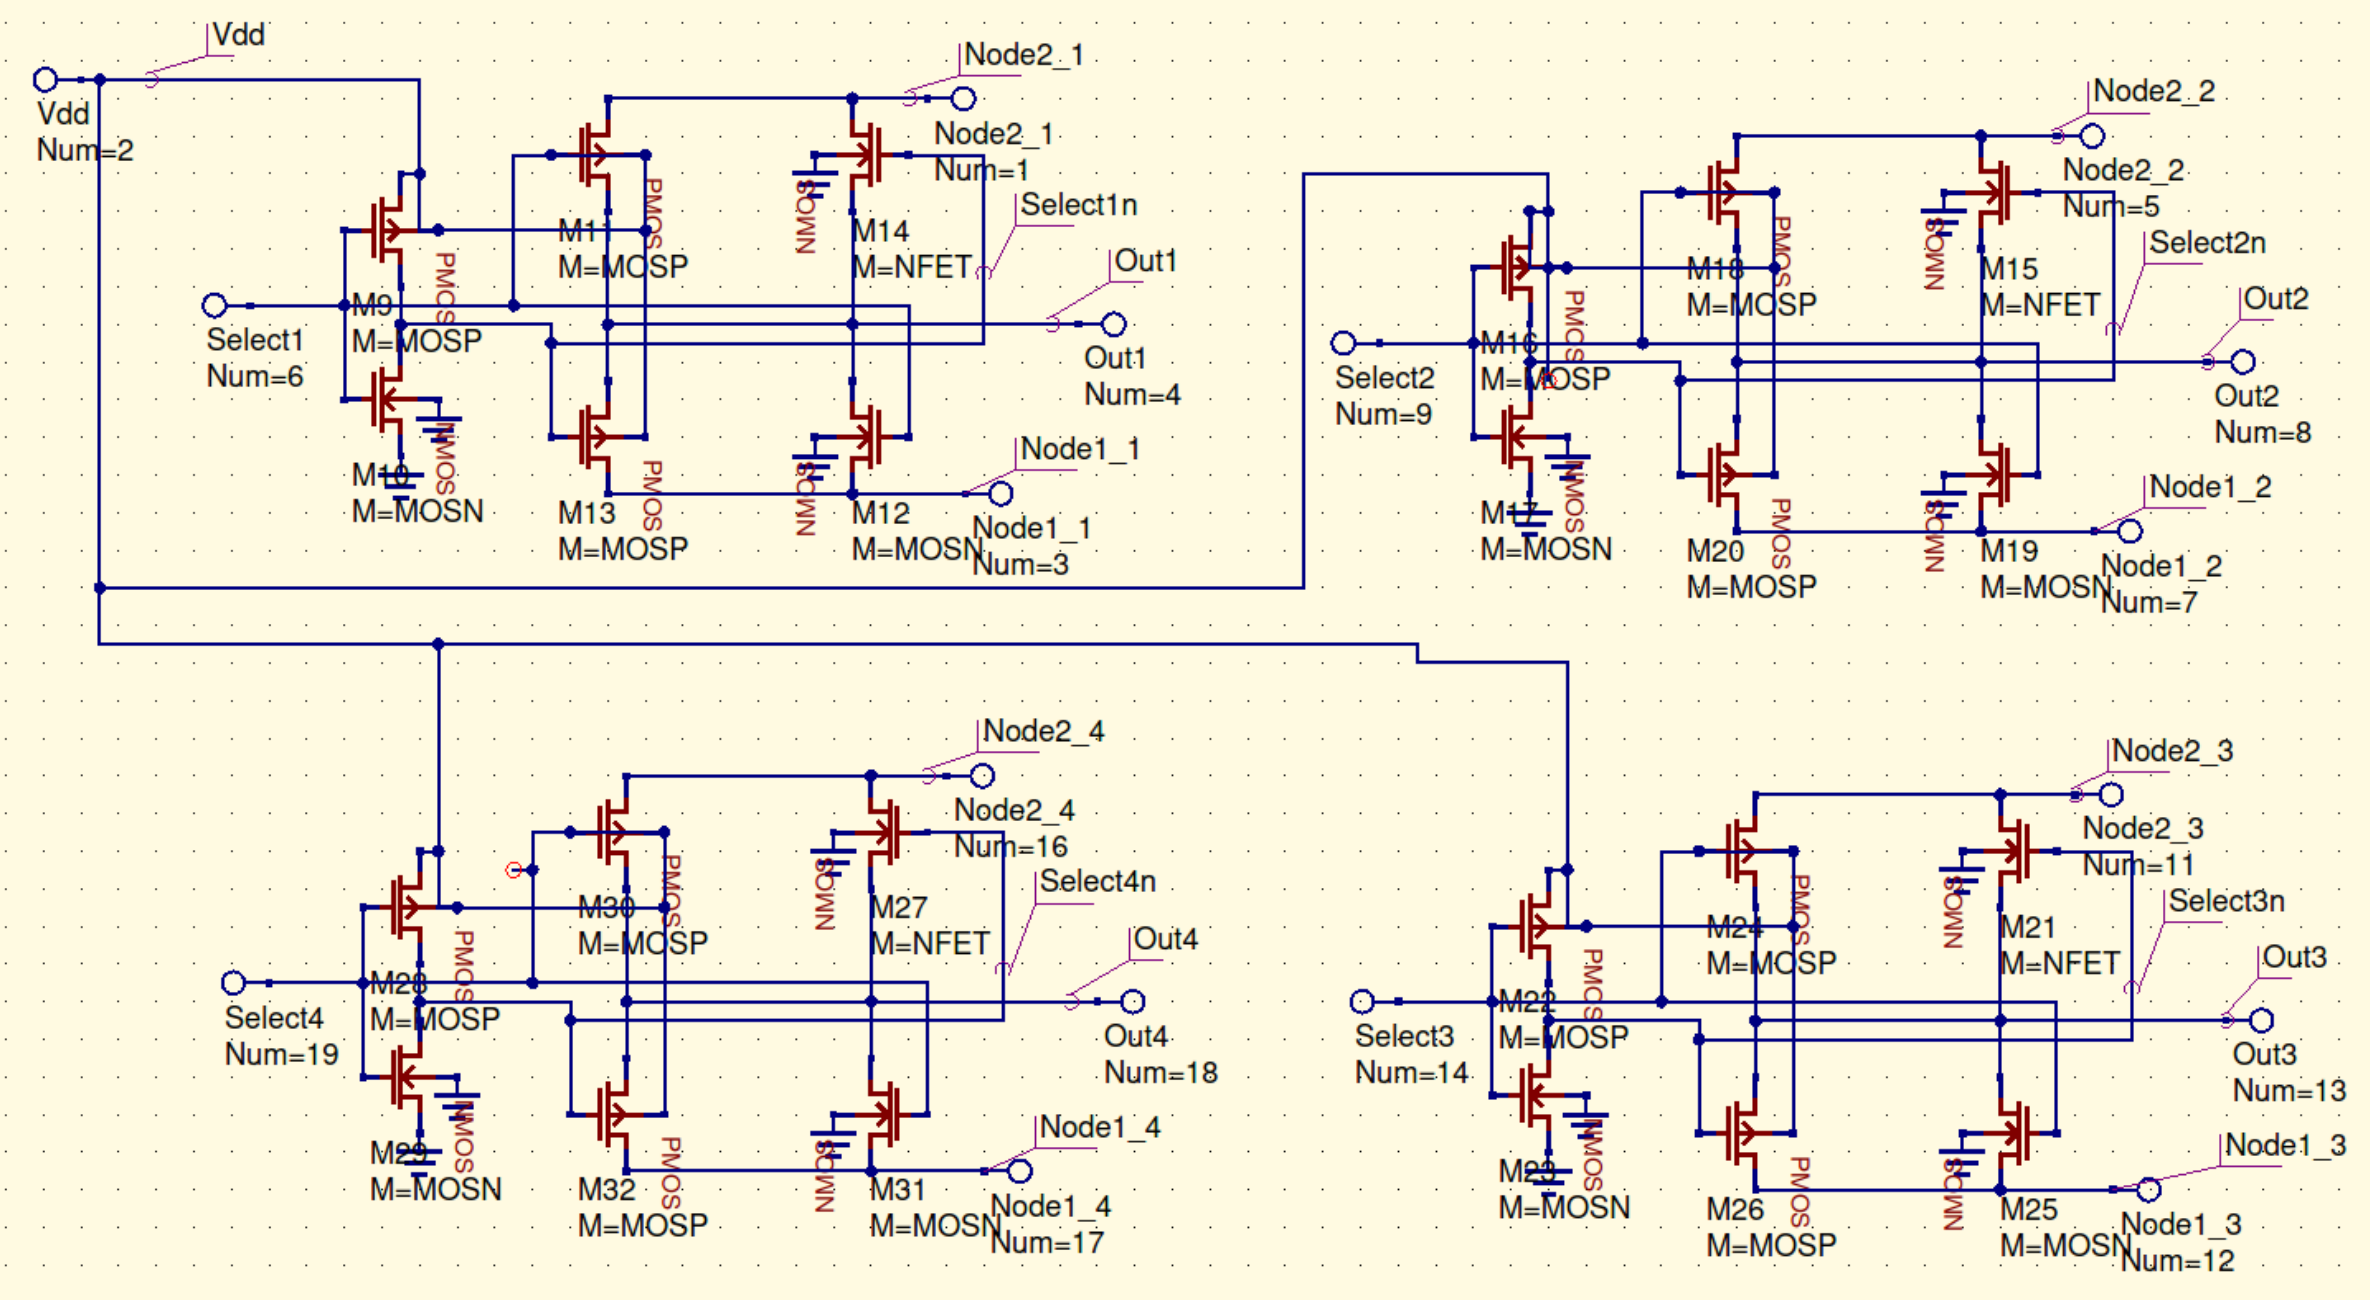 Vdd
Vdd
Num=2
Node2_1
Node2_1
Num=1
Select1n
Out1
Out1
Num=4
Select1
Num=6
M9
M=MOSP
PMOS
M10
M=MOSN
NMOS
M11
M=MOSP
PMOS
M14
M=NFET
NMOS
M13
M=MOSP
PMOS
M12
M=MOSN
NMOS
Node1_1
Node1_1
Num=3
Node2_2
Node2_2
Num=5
Select2n
Out2
Out2
Num=8
Select2
Num=9
M16
M=MOSP
PMOS
M17
M=MOSN
NMOS
M18
M=MOSP
PMOS
M15
M=NFET
NMOS
M20
M=MOSP
PMOS
M19
M=MOSN
NMOS
Node1_2
Node1_2
Num=7
Node2_4
Node2_4
Num=16
Select4n
Out4
Out4
Num=18
Select4
Num=19
M28
M=MOSP
PMOS
M29
M=MOSN
NMOS
M30
M=MOSP
PMOS
M27
M=NFET
NMOS
M32
M=MOSP
PMOS
M31
M=MOSN
NMOS
Node1_4
Node1_4
Num=17
Node2_3
Node2_3
Num=11
Select3n
Out3
Out3
Num=13
Select3
Num=14
M22
M=MOSP
PMOS
M23
M=MOSN
NMOS
M24
M=MOSP
PMOS
M21
M=NFET
NMOS
M26
M=MOSP
PMOS
M25
M=MOSN
NMOS
Node1_3
Node1_3
Num=12